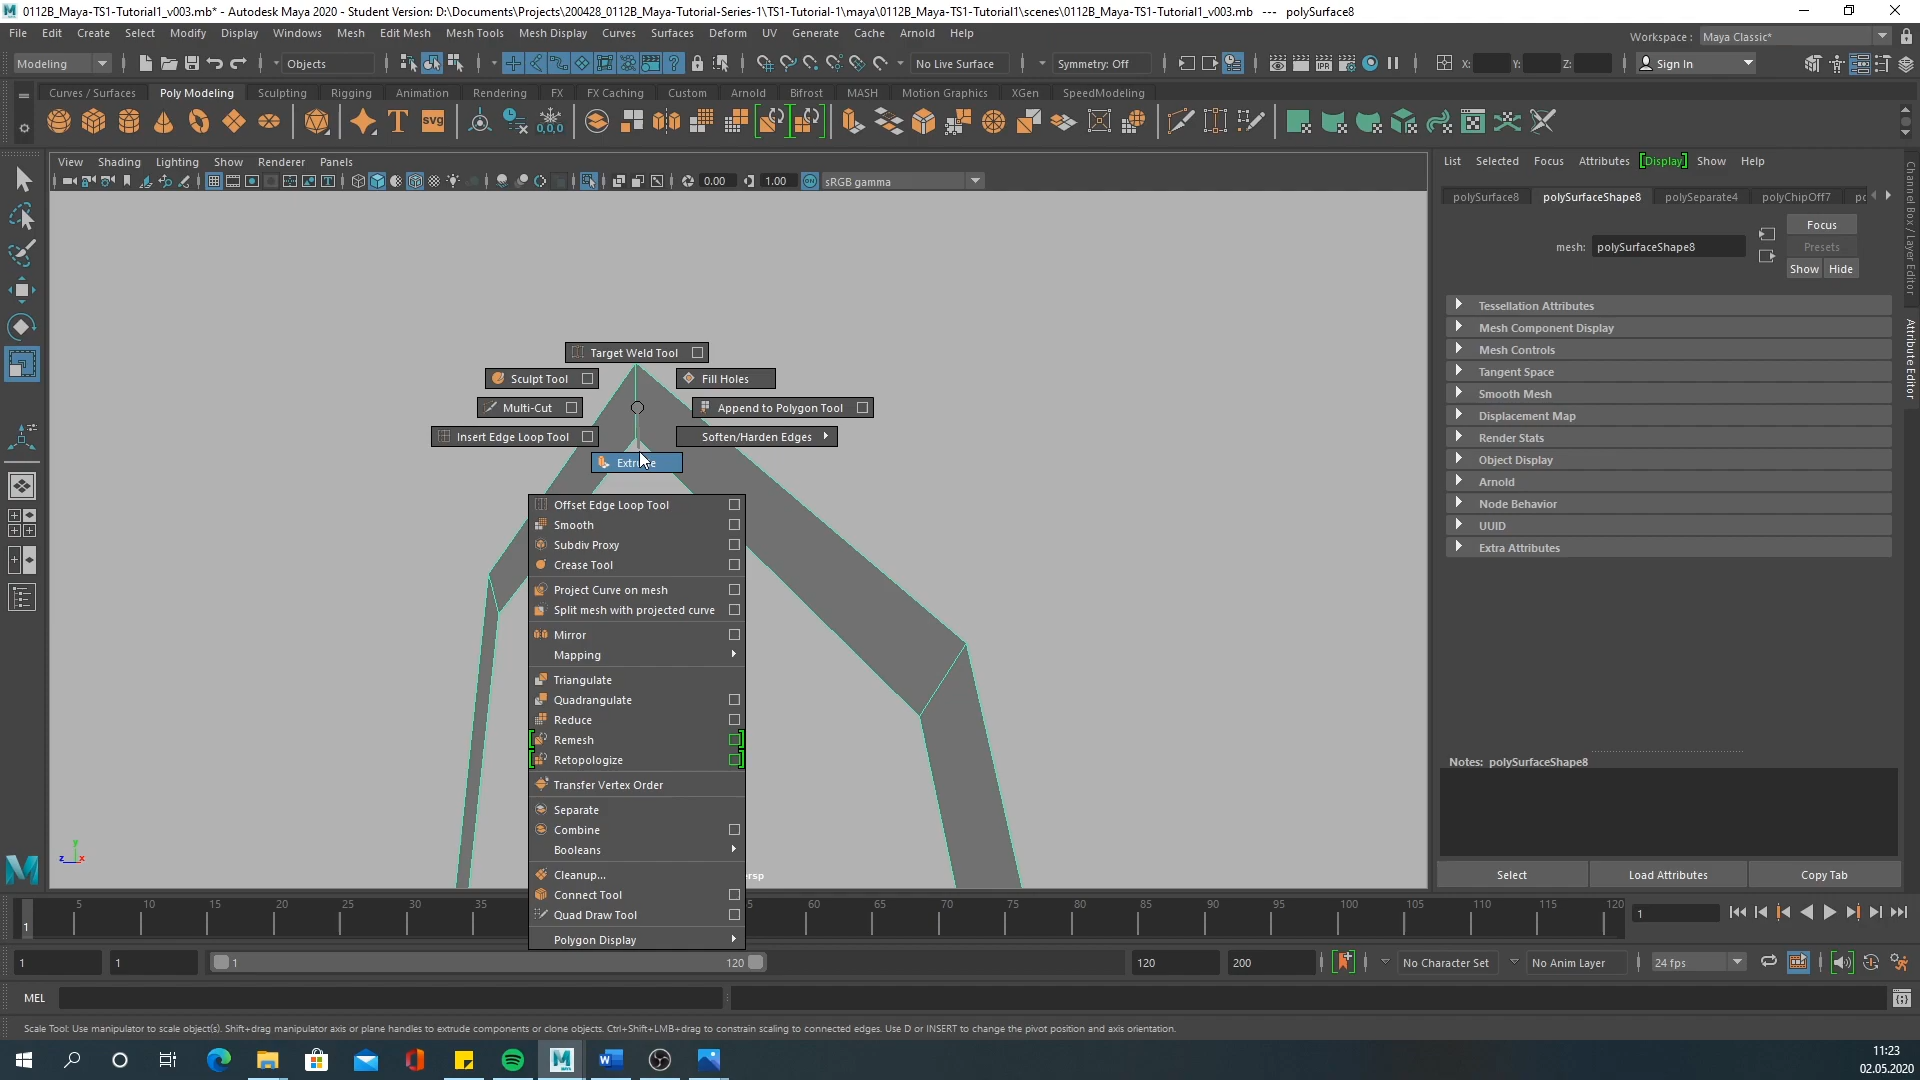 0112B_Maya-TS1-Tutorial1_v003.mb* - Autodesk Maya 2020 - Student Version: D:\Documents\Projects\200428_0112B_Maya-Tutorial-Series-1\TS1-Tutorial-1\maya\0112B_Maya-TS1-Tutorial1\scenes\0112B_Maya-TS1-Tutorial1_v003.mb --- polySurface8
File Edit Create Select Modify Display Windows Mesh Edit Mesh Mesh Tools Mesh Display Curves Surfaces Deform UV Generate Cache Arnold Help
Workspace : Maya Classic*
Modeling Objects No Live Surface Symmetry: Off X: Y: Z: Sign In
Curves / Surfaces Poly Modeling Sculpting Rigging Animation Rendering FX FX Caching Custom Arnold Bifrost MASH Motion Graphics XGen SpeedModeling
T svg 0,0,0
View Shading Lighting Show Renderer Panels
0.00 1.00 ON sRGB gamma
List Selected Focus Attributes Display Show Help
polySurface8 polySurfaceShape8 polySeparate4 polyChipOff7 pc
Focus
mesh: polySurfaceShape8
Presets
Show Hide
Tessellation Attributes
Mesh Component Display
Mesh Controls
Tangent Space
Smooth Mesh
Displacement Map
Render Stats
Object Display
Arnold
Node Behavior
UUID
Extra Attributes
Notes: polySurfaceShape8
Select Load Attributes Copy Tab
Channel Box / Layer Editor
Attribute Editor
Target Weld Tool
Sculpt Tool Fill Holes
Multi-Cut Append to Polygon Tool
Insert Edge Loop Tool Soften/Harden Edges
Offset Edge Loop Tool
Smooth
Subdiv Proxy
Crease Tool
Project Curve on mesh
Split mesh with projected curve
Mirror
Mapping
Triangulate
Quadrangulate
Reduce
Remesh
Retopologize
Transfer Vertex Order
Separate
Combine
Booleans
Cleanup...
Connect Tool
Quad Draw Tool
Polygon Display
y
z x
ersp
5 10 15 20 25 30 35 60 65 70 75 80 85 90 95 100 105 110 115 120
1 1
1 1 1 120 120 200 No Character Set No Anim Layer 24 fps
MEL
Scale Tool: Use manipulator to scale object(s). Shift+drag manipulator axis or plane handles to extrude components or clone objects. Ctrl+Shift+LMB+drag to constrain scaling to connected edges. Use D or INSERT to change the pivot position and axis orientation.
11:23
02.05.2020